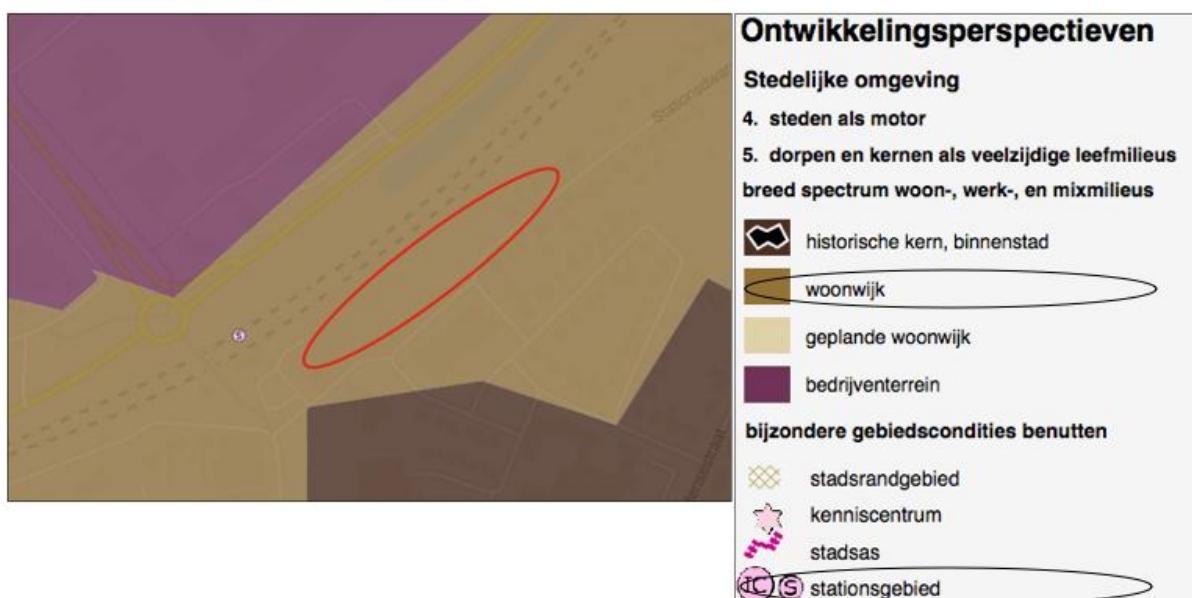 Ontwikkelingsperspectieven
Stedelijke omgeving
4. steden als motor
5. dorpen en kernen als veelzijdige leefmilieus
breed spectrum woon-, werk-, en mixmilieus
historische kern, binnenstad
woonwijk
geplande woonwijk
bedrijventerrein
bijzondere gebiedscondities benutten
stadsrandgebied
kenniscentrum
stadsas
IC S stationsgebied
S